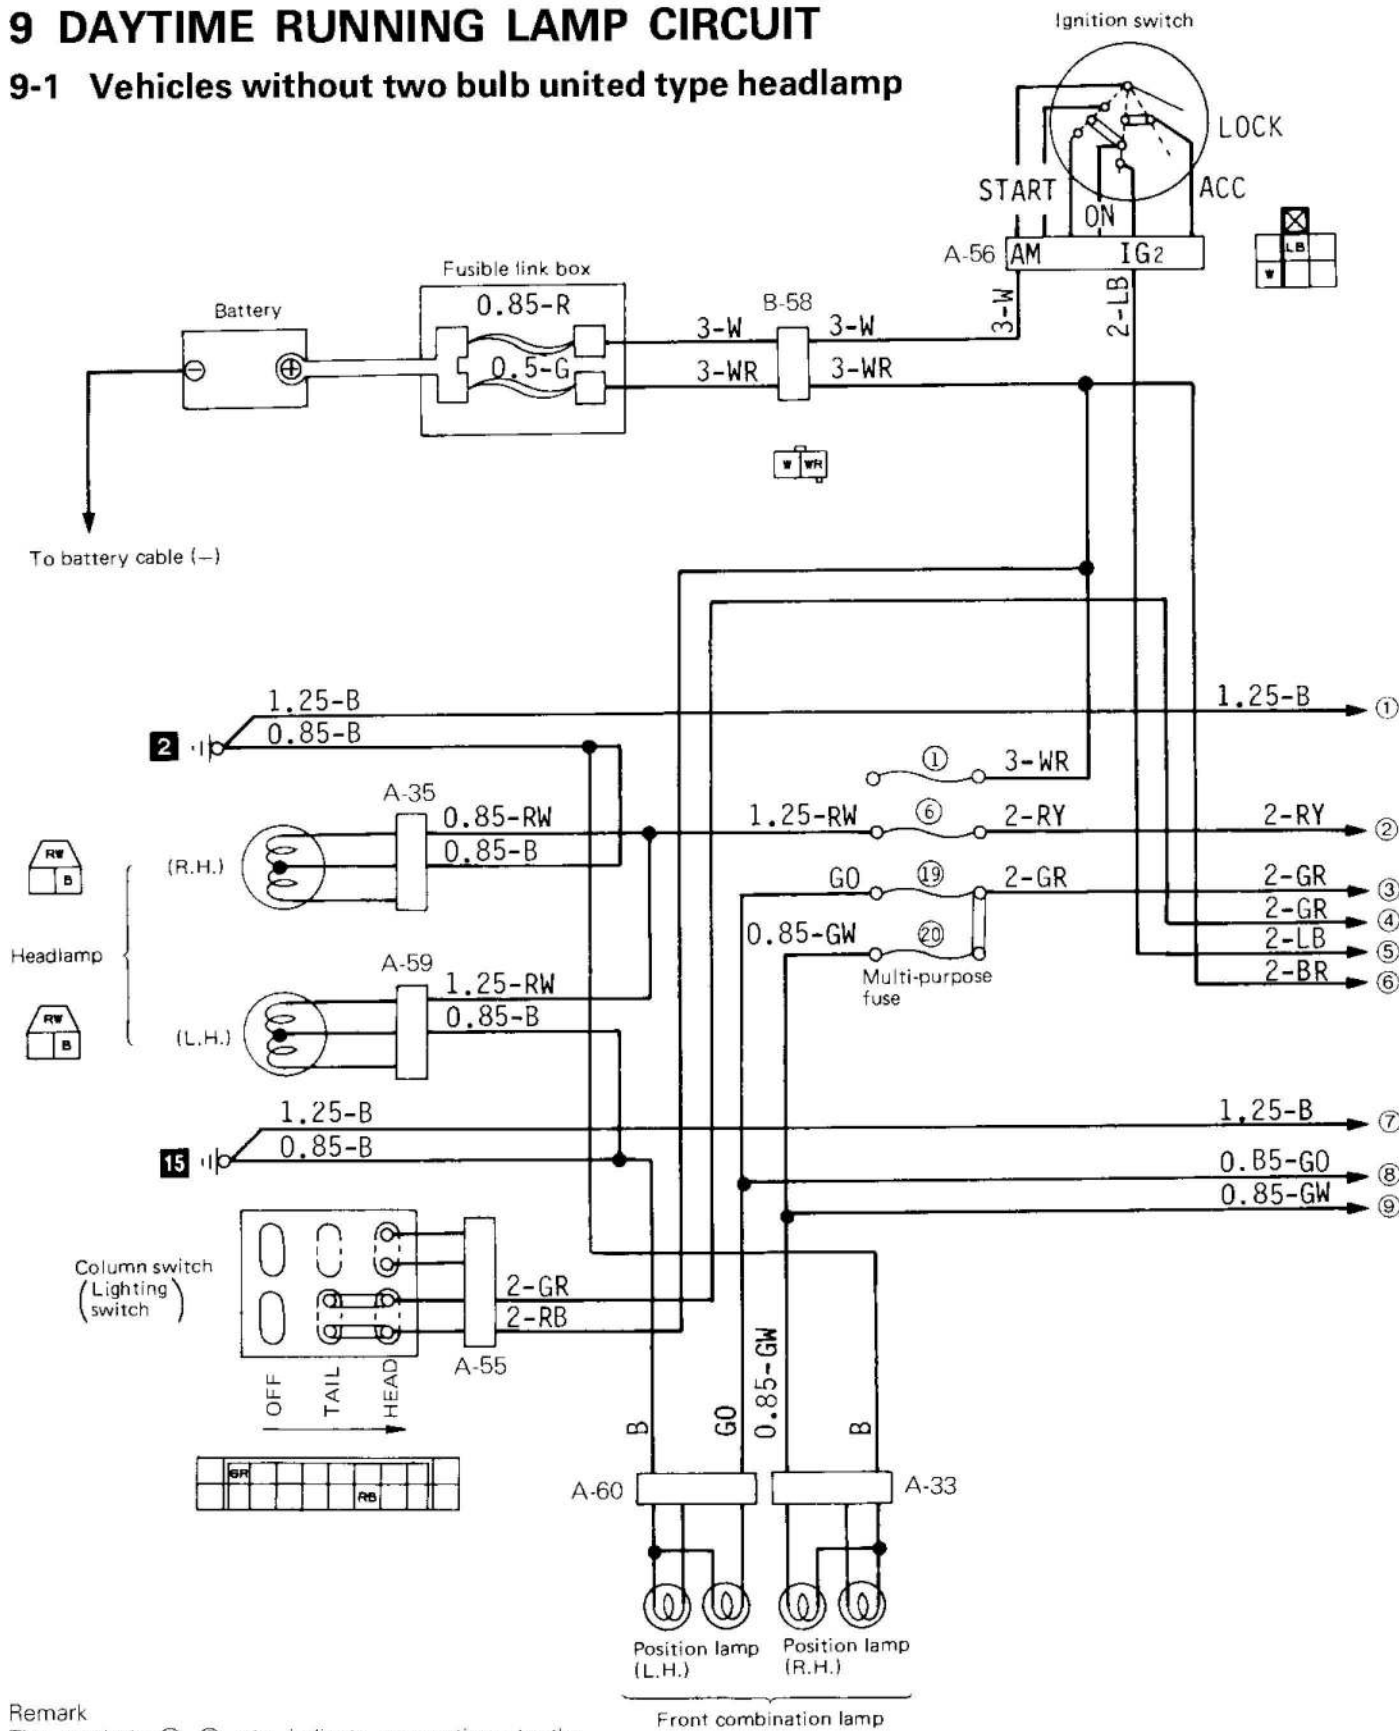 9 DAYTIME RUNNING LAMP CIRCUIT
9-1 Vehicles without two bulb united type headlamp
Ignition switch
LOCK
START
ACC
ON
A-56
AM
IG2
LB
W
Fusible link box
Battery
0.85-R
0.5-G
3-W
3-WR
B-58
3-W
3-WR
3-W
2-LB
W WR
To battery cable (−)
1.25-B
1.25-B
①
2
0.85-B
①
3-WR
A-35
0.85-RW
1.25-RW
⑥
2-RY
2-RY
②
0.85-B
RW
B
(R.H.)
GO
⑲
2-GR
2-GR
③
2-GR
④
0.85-GW
⑳
2-LB
⑤
Multi-purpose
fuse
2-BR
⑥
Headlamp
A-59
1.25-RW
0.85-B
RW
B
(L.H.)
1.25-B
1.25-B
⑦
15
0.85-B
0.B5-GO
⑧
0.85-GW
⑨
Column switch
(Lighting
switch)
2-GR
2-RB
A-55
OFF
TAIL
HEAD
GR
RB
B
GO
0.85-GW
B
A-60
A-33
Position lamp
(L.H.)
Position lamp
(R.H.)
Front combination lamp
Remark